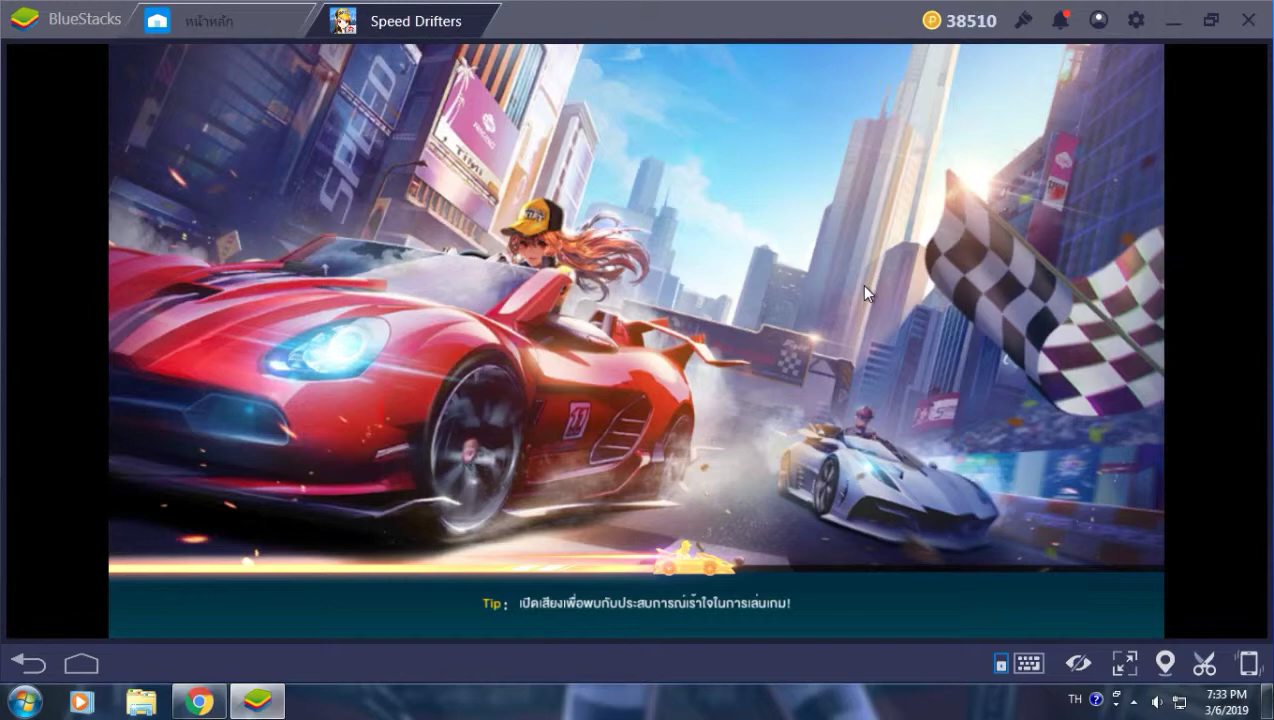 BlueStacks
หน้าหลัก
Speed Drifters
38510
SPEED
TiMi
START
11
Tip : เปิดเสียงเพื่อพบกับประสบการณ์เร้าใจในการเล่นเกม!
TH
7:33 PM
3/6/2019